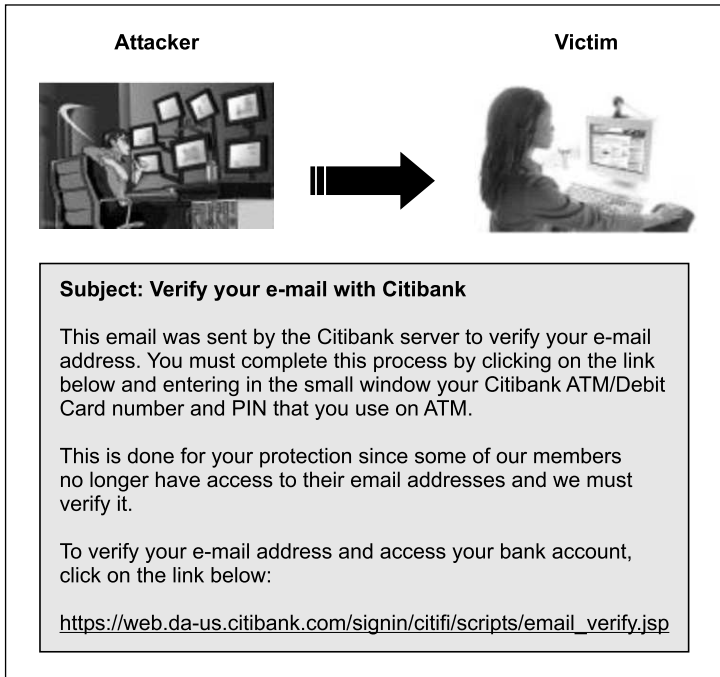 Attacker Victim
Subject: Verify your e-mail with Citibank
This email was sent by the Citibank server to verify your e-mail
address. You must complete this process by clicking on the link
below and entering in the small window your Citibank ATM/Debit
Card number and PIN that you use on ATM.
This is done for your protection since some of our members
no longer have access to their email addresses and we must
verify it.
To verify your e-mail address and access your bank account,
click on the link below:
https://web.da-us.citibank.com/signin/citifi/scripts/email_verify.jsp